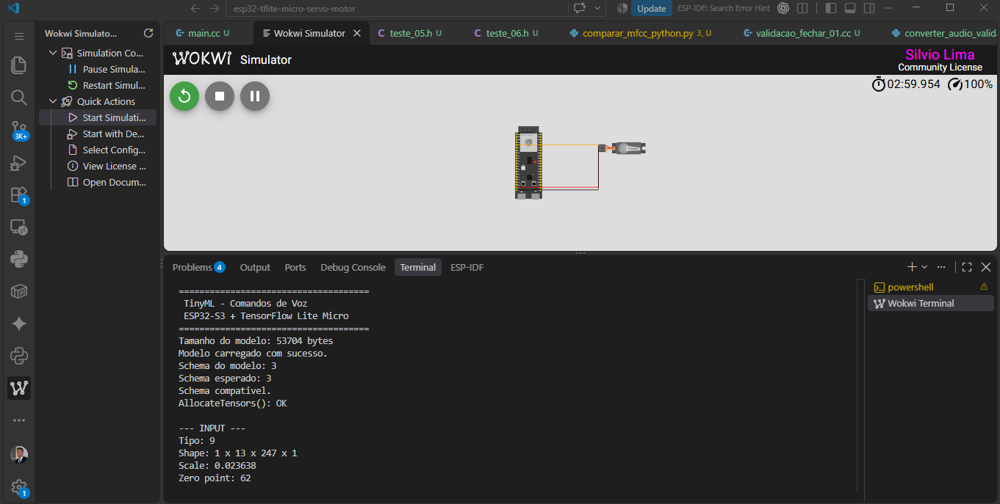 esp32-tflite-micro-servo-motor
Update
ESP-IDF: Search Error Hint
Wokwi Simulato...
main.cc U
Wokwi Simulator
teste_05.h U
teste_06.h U
comparar_mfcc_python.py 3, U
validacao_fechar_01.cc U
converter_audio_valida
Simulation Co...
Pause Simula...
Restart Simul...
Quick Actions
Start Simulati...
Start with De...
Select Config...
View License ...
Open Docum...
3K+
1
1
WOKWI Simulator
Silvio Lima
Community License
02:59.954 100%
Problems 4 Output Ports Debug Console Terminal ESP-IDF
powershell
Wokwi Terminal
=====================================
TinyML - Comandos de Voz
ESP32-S3 + TensorFlow Lite Micro
=====================================
Tamanho do modelo: 53704 bytes
Modelo carregado com sucesso.
Schema do modelo: 3
Schema esperado: 3
Schema compativel.
AllocateTensors(): OK
--- INPUT ---
Tipo: 9
Shape: 1 x 13 x 247 x 1
Scale: 0.023638
Zero point: 62